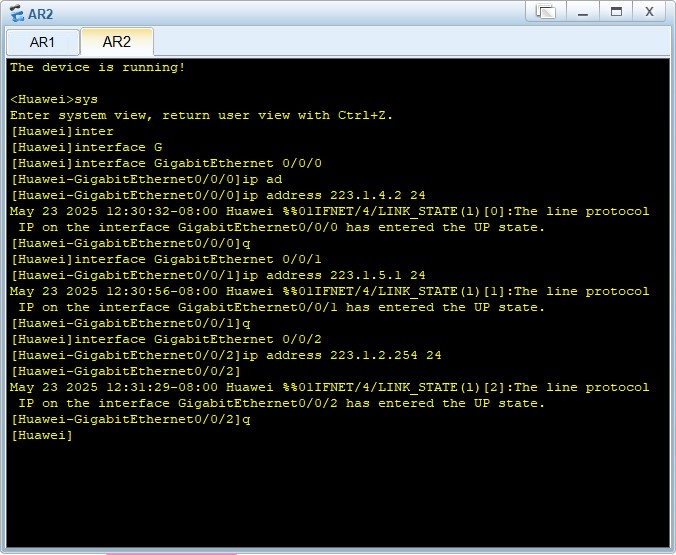 AR2
AR1 AR2
The device is running!
<Huawei>sys
Enter system view, return user view with Ctrl+Z.
[Huawei]inter
[Huawei]interface G
[Huawei]interface GigabitEthernet 0/0/0
[Huawei-GigabitEthernet0/0/0]ip ad
[Huawei-GigabitEthernet0/0/0]ip address 223.1.4.2 24
May 23 2025 12:30:32-08:00 Huawei %%01IFNET/4/LINK_STATE(l)[0]:The line protocol
 IP on the interface GigabitEthernet0/0/0 has entered the UP state.
[Huawei-GigabitEthernet0/0/0]q
[Huawei]interface GigabitEthernet 0/0/1
[Huawei-GigabitEthernet0/0/1]ip address 223.1.5.1 24
May 23 2025 12:30:56-08:00 Huawei %%01IFNET/4/LINK_STATE(l)[1]:The line protocol
 IP on the interface GigabitEthernet0/0/1 has entered the UP state.
[Huawei-GigabitEthernet0/0/1]q
[Huawei]interface GigabitEthernet 0/0/2
[Huawei-GigabitEthernet0/0/2]ip address 223.1.2.254 24
[Huawei-GigabitEthernet0/0/2]
May 23 2025 12:31:29-08:00 Huawei %%01IFNET/4/LINK_STATE(l)[2]:The line protocol
 IP on the interface GigabitEthernet0/0/2 has entered the UP state.
[Huawei-GigabitEthernet0/0/2]q
[Huawei]